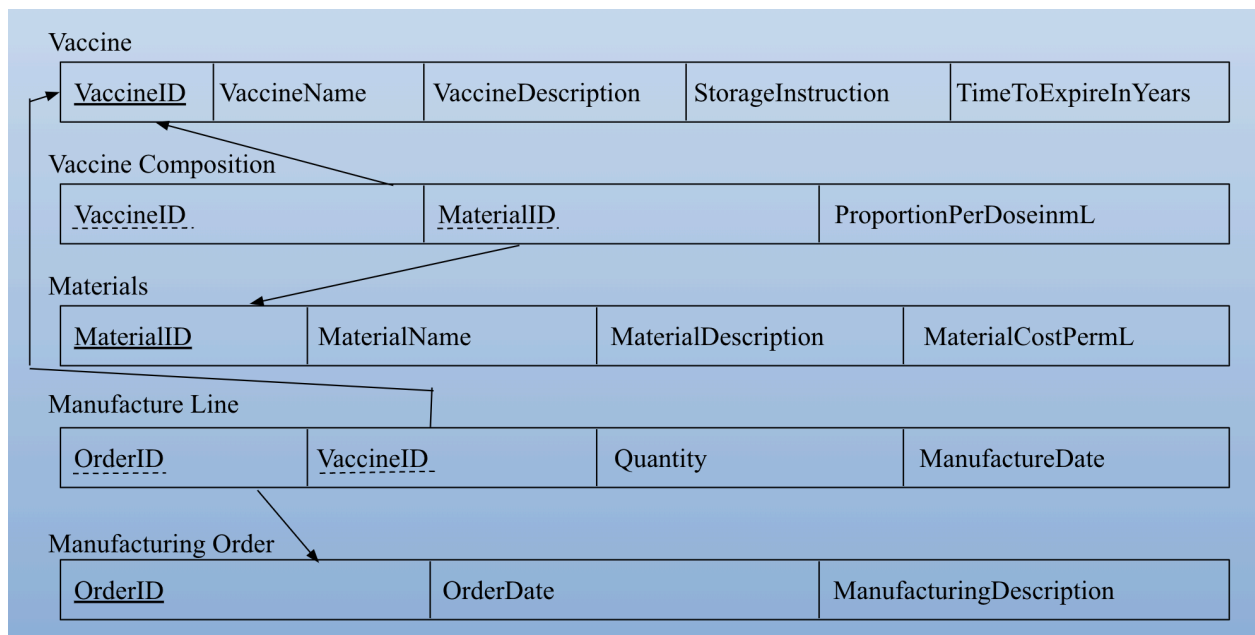 Vaccine
VaccineID VaccineName VaccineDescription StorageInstruction TimeToExpireInYears
Vaccine Composition
VaccineID MaterialID ProportionPerDoseinmL
Materials
MaterialID MaterialName MaterialDescription MaterialCostPermL
Manufacture Line
OrderID VaccineID Quantity ManufactureDate
Manufacturing Order
OrderID OrderDate ManufacturingDescription